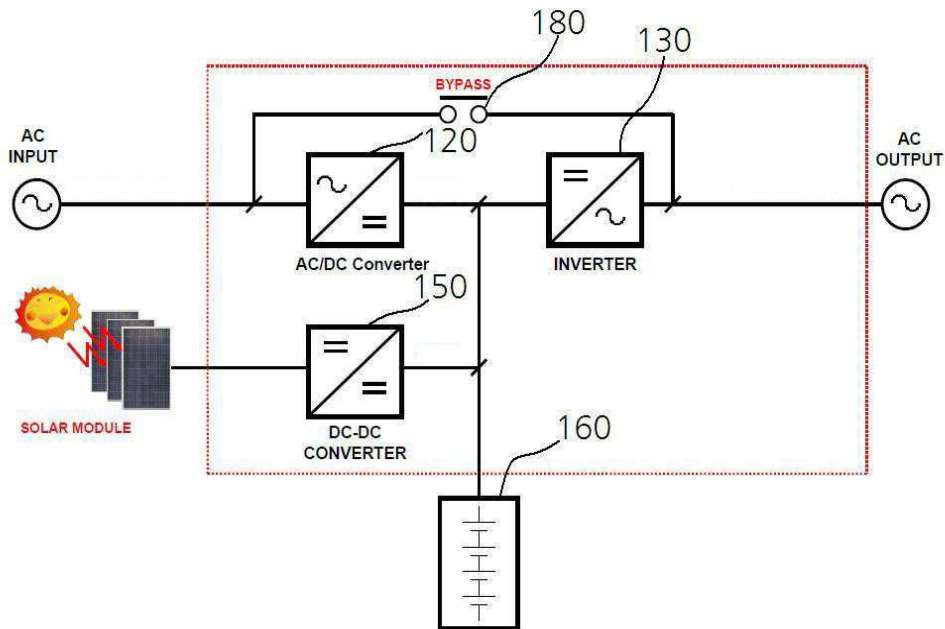 180
130
BYPASS
120
AC
INPUT
AC
OUTPUT
AC/DC Converter
INVERTER
150
SOLAR MODULE
DC-DC
CONVERTER
160